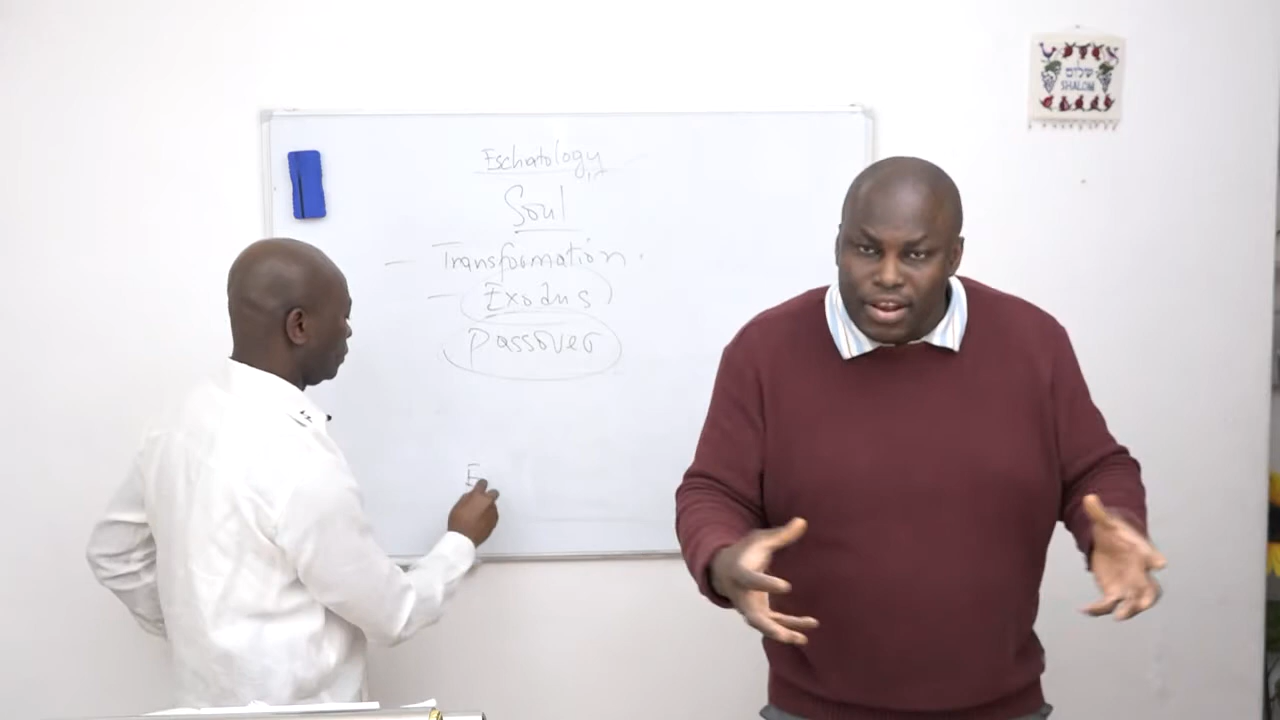 Eschatology
Soul
- Transformation.
- Exodus
Passover
E
שלום
SHALOM